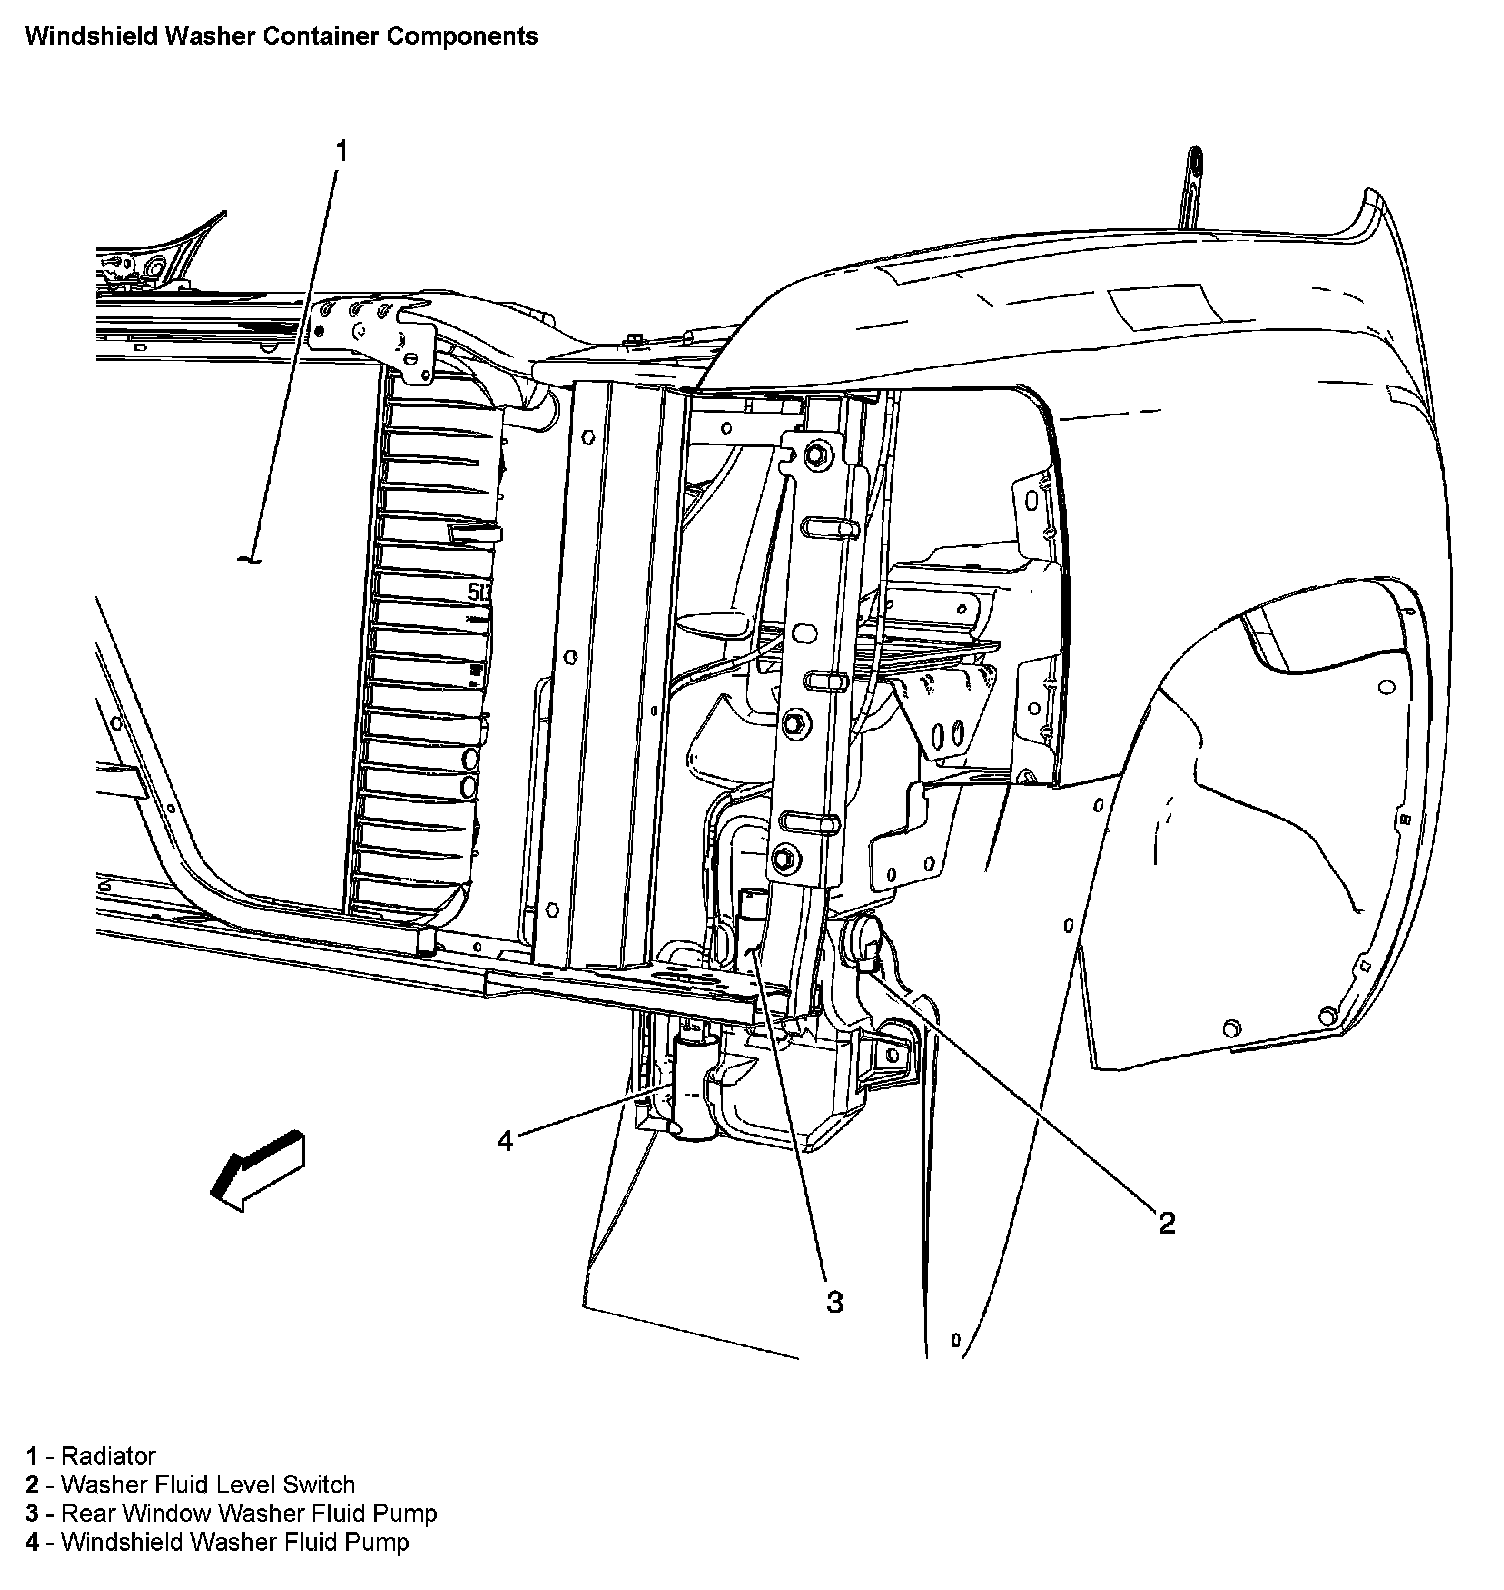 Windshield Washer Container Components
1
51
4
2
3
1 - Radiator
2 - Washer Fluid Level Switch
3 - Rear Window Washer Fluid Pump
4 - Windshield Washer Fluid Pump